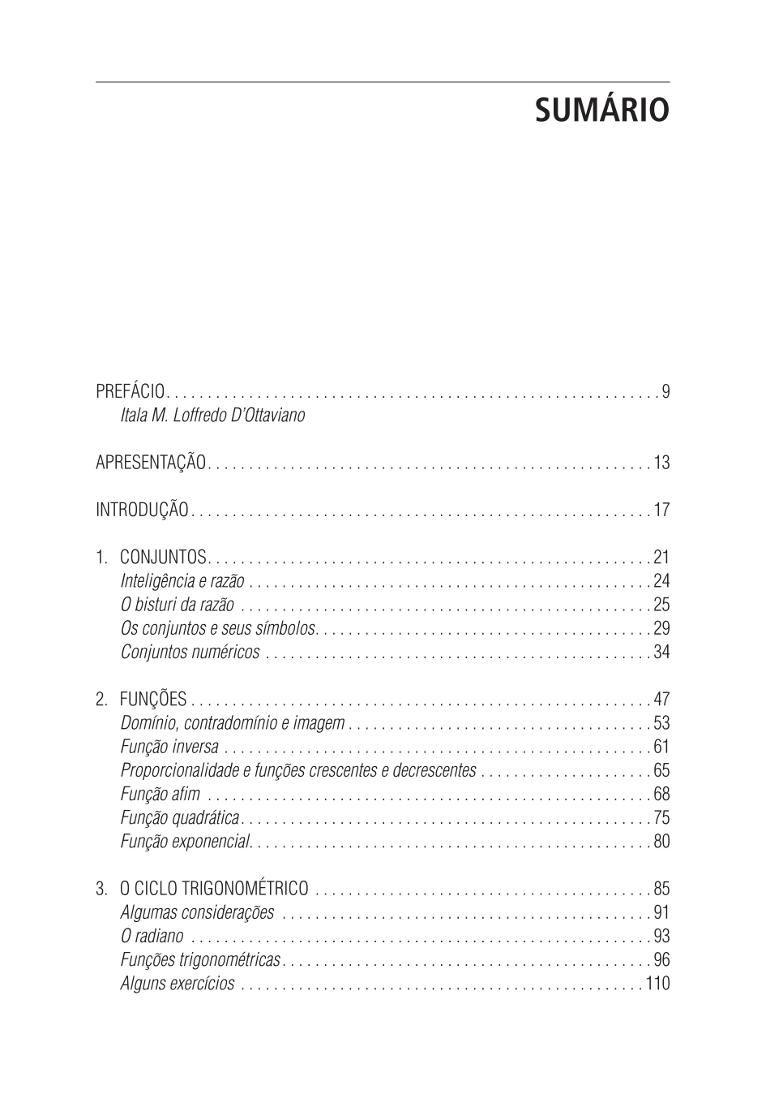 SUMÁRIO
PREFÁCIO. . . . . . . . . . . . . . . . . . . . . . . . . . . . . . . . . . . . . . . . . . . . . . . . . . . . . . . . . . . . 9
Itala M. Loffredo D'Ottaviano
APRESENTAÇÃO. . . . . . . . . . . . . . . . . . . . . . . . . . . . . . . . . . . . . . . . . . . . . . . . . . . . . . 13
INTRODUÇÃO . . . . . . . . . . . . . . . . . . . . . . . . . . . . . . . . . . . . . . . . . . . . . . . . . . . . . . . . 17
1. CONJUNTOS. . . . . . . . . . . . . . . . . . . . . . . . . . . . . . . . . . . . . . . . . . . . . . . . . . . . . . 21
Inteligência e razão . . . . . . . . . . . . . . . . . . . . . . . . . . . . . . . . . . . . . . . . . . . . . . . . . 24
O bisturi da razão . . . . . . . . . . . . . . . . . . . . . . . . . . . . . . . . . . . . . . . . . . . . . . . . . . 25
Os conjuntos e seus símbolos. . . . . . . . . . . . . . . . . . . . . . . . . . . . . . . . . . . . . . . . . 29
Conjuntos numéricos . . . . . . . . . . . . . . . . . . . . . . . . . . . . . . . . . . . . . . . . . . . . . . . 34
2. FUNÇÕES . . . . . . . . . . . . . . . . . . . . . . . . . . . . . . . . . . . . . . . . . . . . . . . . . . . . . . . . 47
Domínio, contradomínio e imagem . . . . . . . . . . . . . . . . . . . . . . . . . . . . . . . . . . . . . 53
Função inversa . . . . . . . . . . . . . . . . . . . . . . . . . . . . . . . . . . . . . . . . . . . . . . . . . . . . 61
Proporcionalidade e funções crescentes e decrescentes . . . . . . . . . . . . . . . . . . . . . 65
Função afim . . . . . . . . . . . . . . . . . . . . . . . . . . . . . . . . . . . . . . . . . . . . . . . . . . . . . . 68
Função quadrática . . . . . . . . . . . . . . . . . . . . . . . . . . . . . . . . . . . . . . . . . . . . . . . . . . 75
Função exponencial. . . . . . . . . . . . . . . . . . . . . . . . . . . . . . . . . . . . . . . . . . . . . . . . . 80
3. O CICLO TRIGONOMÉTRICO . . . . . . . . . . . . . . . . . . . . . . . . . . . . . . . . . . . . . . . . . 85
Algumas considerações . . . . . . . . . . . . . . . . . . . . . . . . . . . . . . . . . . . . . . . . . . . . . 91
O radiano . . . . . . . . . . . . . . . . . . . . . . . . . . . . . . . . . . . . . . . . . . . . . . . . . . . . . . . . 93
Funções trigonométricas . . . . . . . . . . . . . . . . . . . . . . . . . . . . . . . . . . . . . . . . . . . . . 96
Alguns exercícios . . . . . . . . . . . . . . . . . . . . . . . . . . . . . . . . . . . . . . . . . . . . . . . . . 110